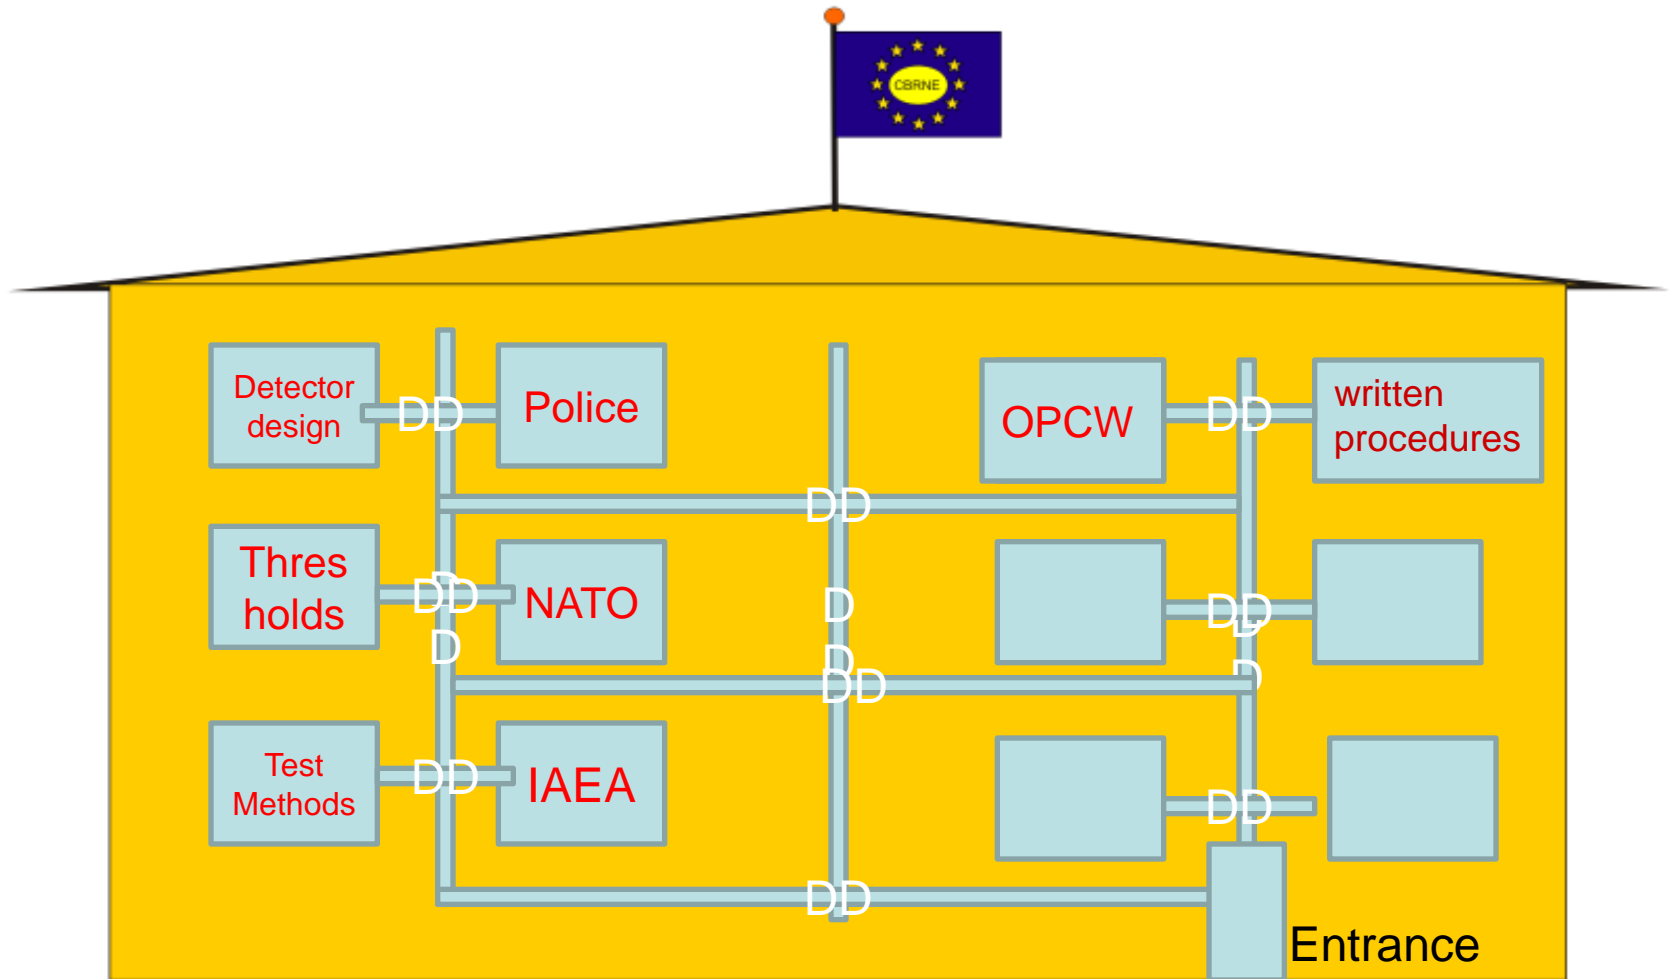 CBRNE
Detector
design
DD
Police
OPCW
DD
written
procedures
DD
Thres
holds
D
DD
NATO
D
D
D
DD
D
D
D
DD
Test
Methods
DD
IAEA
DD
DD
Entrance